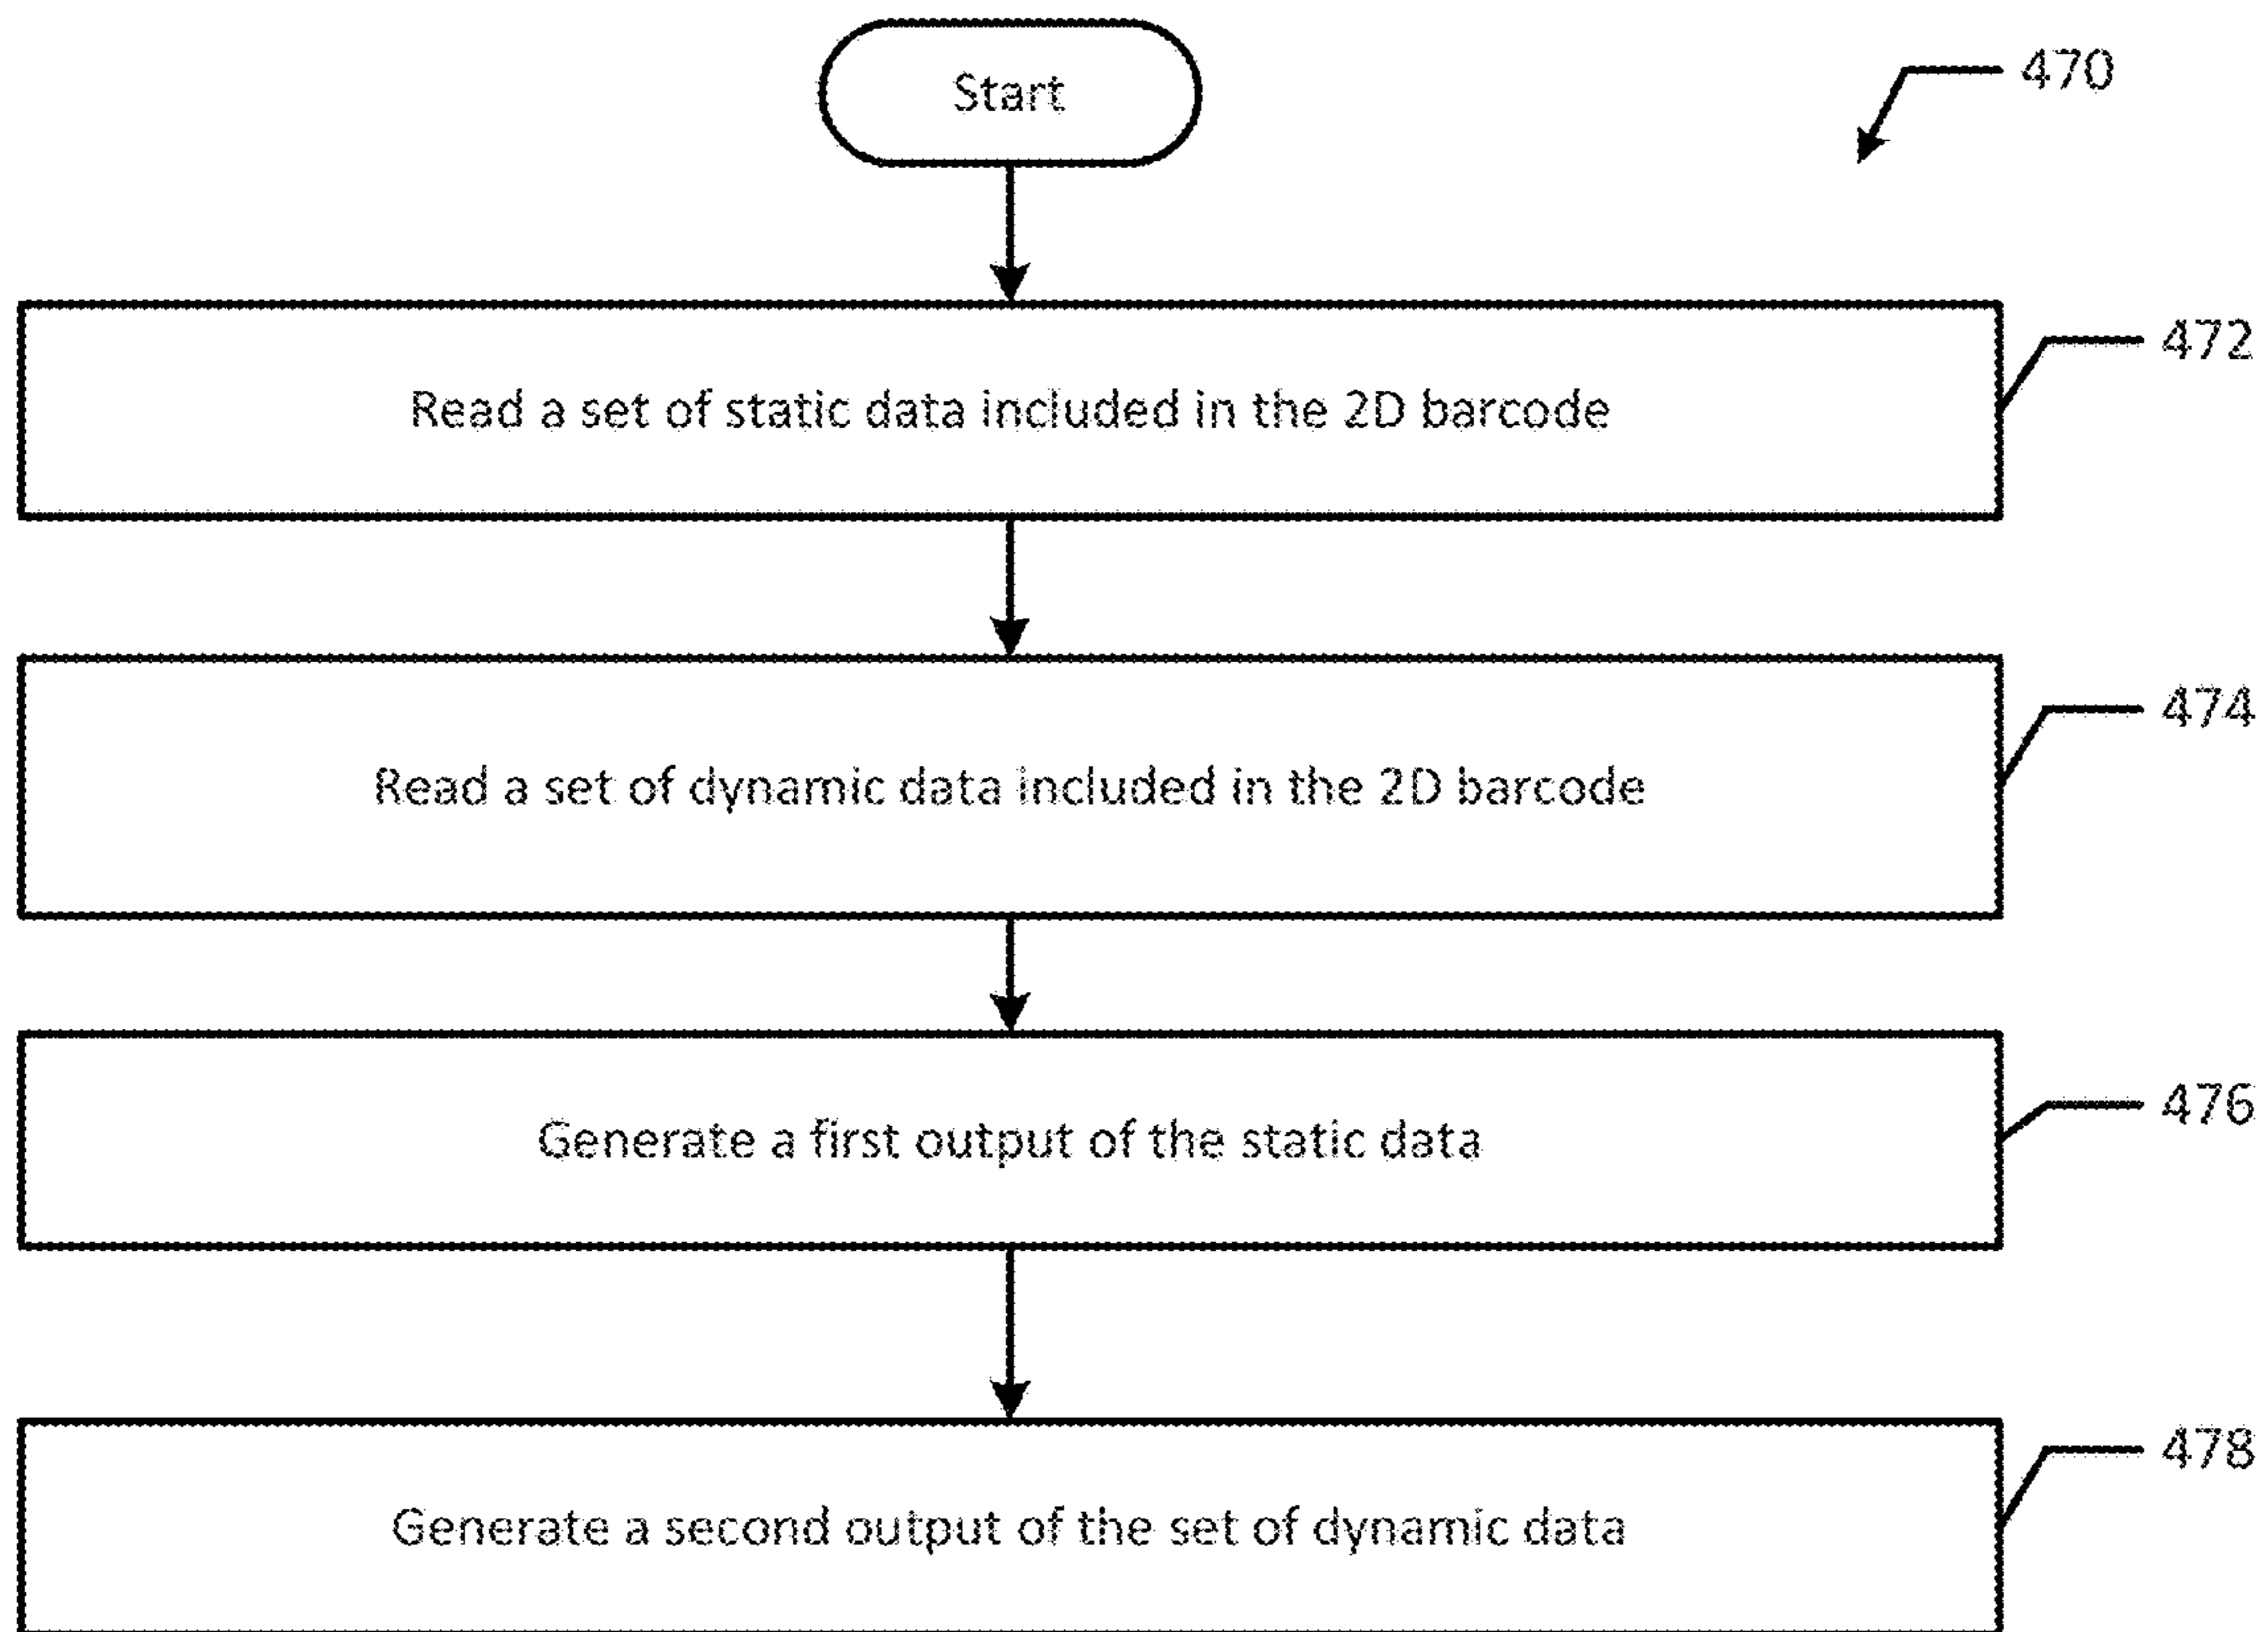 Start
470
Read a set of static data included in the 2D barcode
472
Read a set of dynamic data included in the 2D barcode
474
Generate a first output of the static data
476
Generate a second output of the set of dynamic data
478